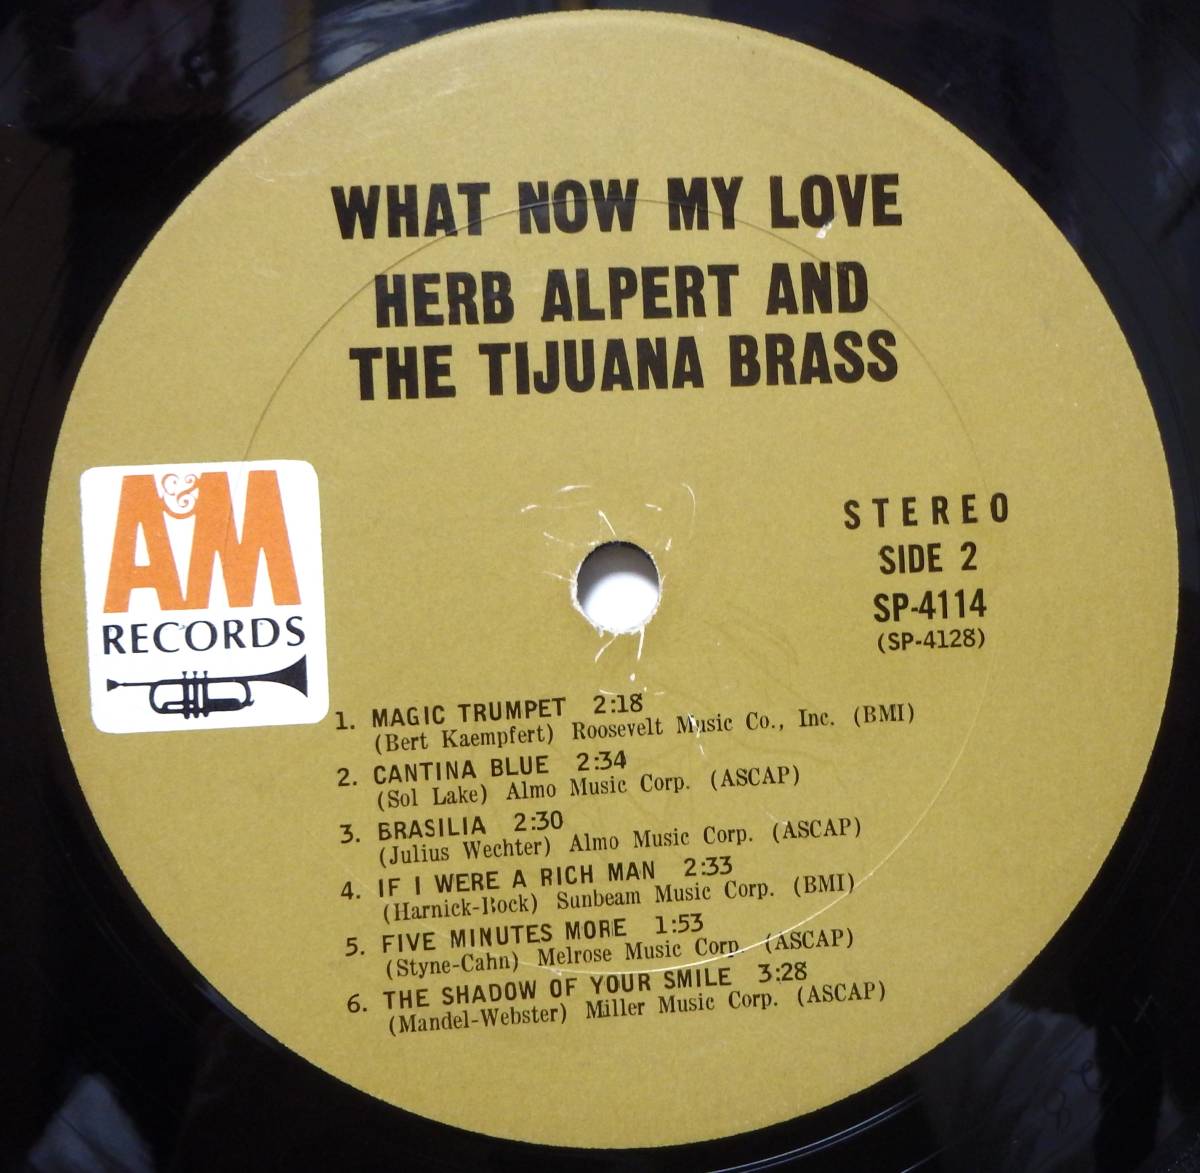 WHAT NOW MY LOVE
HERB ALPERT AND
THE TIJUANA BRASS
A&M
RECORDS
STEREO
SIDE 2
SP-4114
(SP-4128)
1. MAGIC TRUMPET 2:18
(Bert Kaempfert) Roosevelt Music Co., Inc. (BMI)
2. CANTINA BLUE 2:34
(Sol Lake) Almo Music Corp. (ASCAP)
3. BRASILIA 2:30
(Julius Wechter) Almo Music Corp. (ASCAP)
4. IF I WERE A RICH MAN 2:33
(Harnick-Bock) Sunbeam Music Corp. (BMI)
5. FIVE MINUTES MORE 1:53
(Styne-Cahn) Melrose Music Corp. (ASCAP)
6. THE SHADOW OF YOUR SMILE 3:28
(Mandel-Webster) Miller Music Corp. (ASCAP)